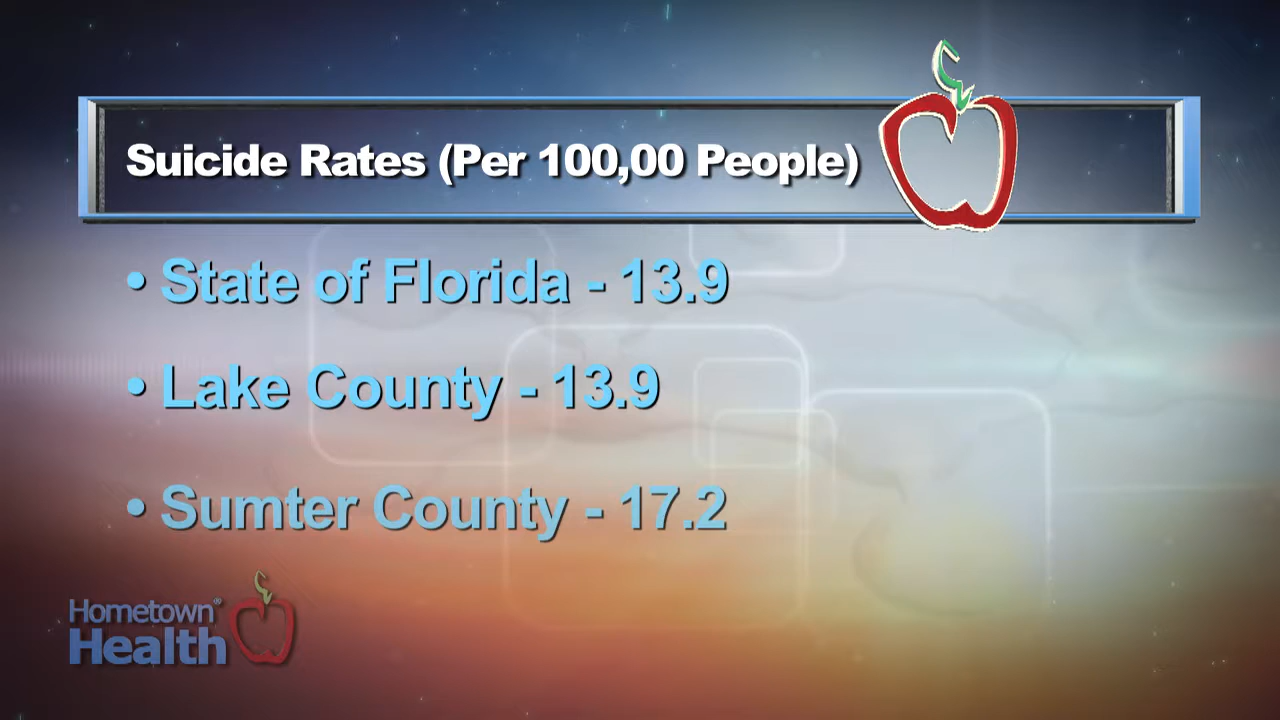 Suicide Rates (Per 100,00 People)
• State of Florida - 13.9
• Lake County - 13.9
• Sumter County - 17.2
Hometown®
Health